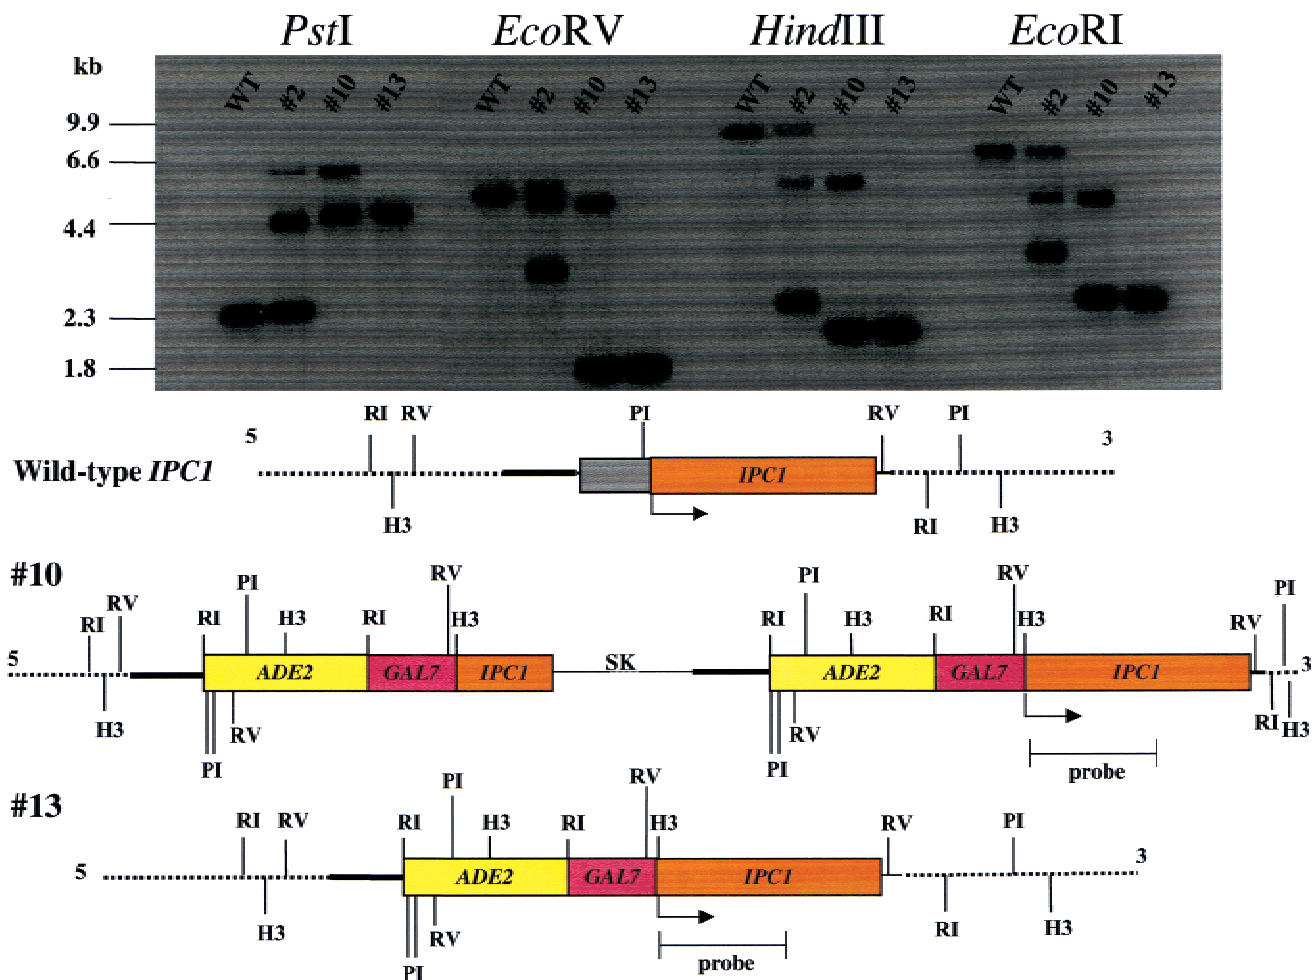 PstI EcoRV HindIII EcoRI
kb
WT #2 #10 #13 WT #2 #10 #13 WT #2 #10 #13 WT #2 #10 #13
9.9
6.6
4.4
2.3
1.8
RI RV PI RV PI
5 3
Wild-type IPC1 IPC1
H3 RI H3
#10
RI RV RI PI H3 RI RV H3 RI PI H3 RI RV H3 RV PI
5 ADE2 GAL7 IPC1 SK ADE2 GAL7 IPC1 3
H3 PI RV PI RV RI H3
probe
#13
RI RV RI PI H3 RI RV H3 RV PI
5 ADE2 GAL7 IPC1 3
H3 PI RV RI H3
probe